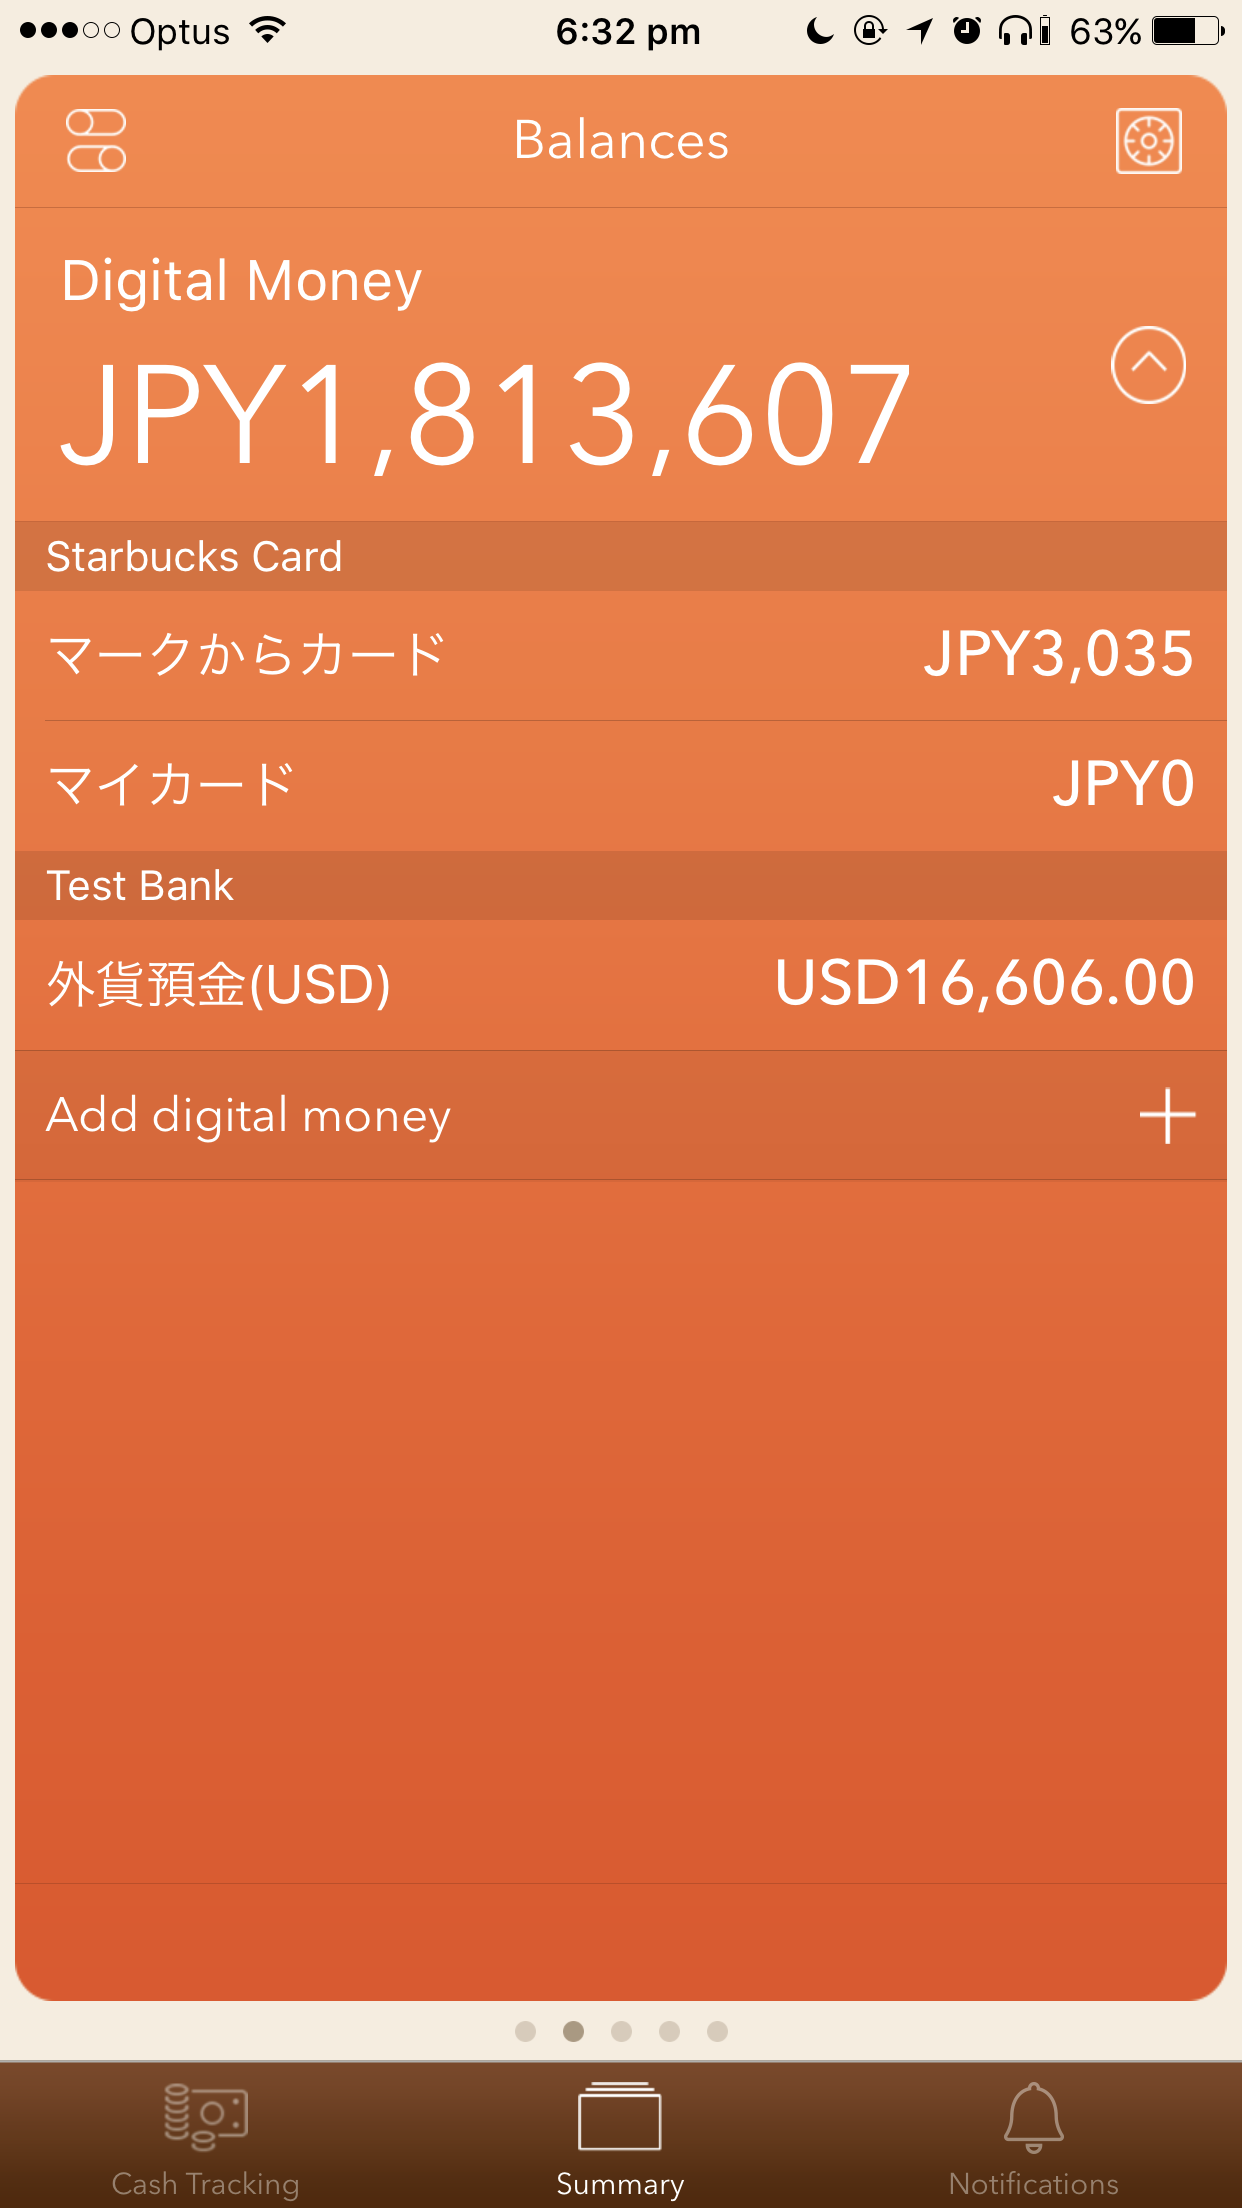 Optus 6:32 pm 63%
Balances
Digital Money
JPY1,813,607
Starbucks Card
マークからカード JPY3,035
マイカード JPY0
Test Bank
外貨預金(USD) USD16,606.00
Add digital money
Cash Tracking Summary Notifications